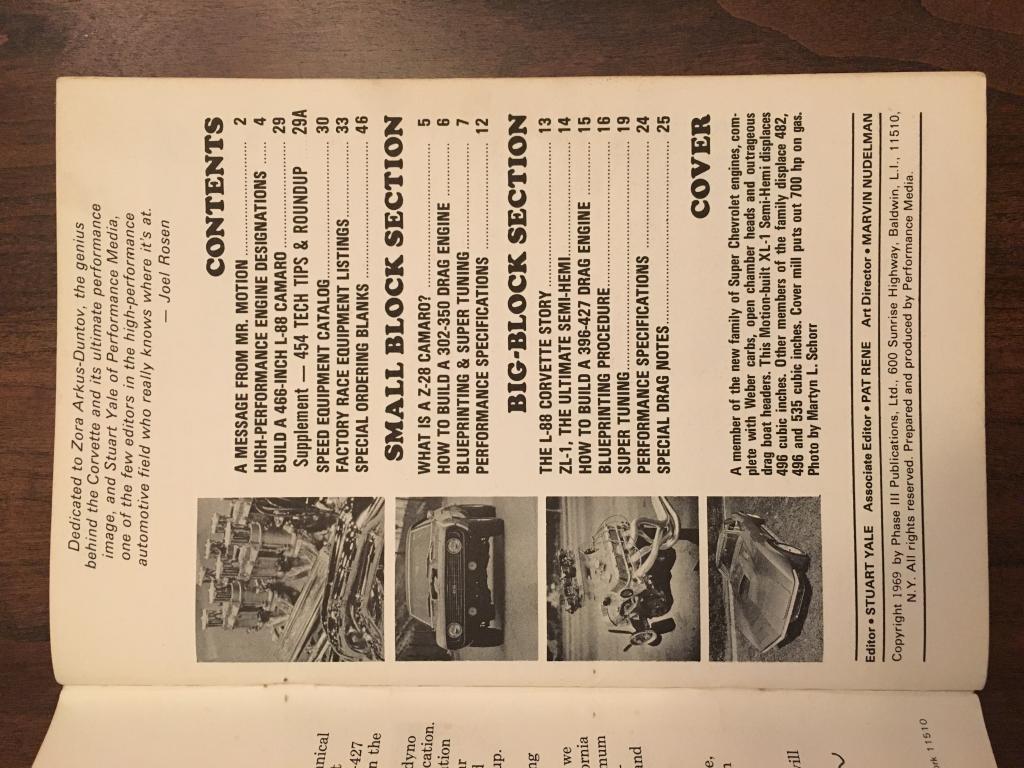 Dedicated to Zora Arkus-Duntov, the genius
behind the Corvette and its ultimate performance
image, and Stuart Yale of Performance Media,
one of the few editors in the high-performance
automotive field who really knows where it's at.
— Joel Rosen
CONTENTS
A MESSAGE FROM MR. MOTION 2
HIGH-PERFORMANCE ENGINE DESIGNATIONS 4
BUILD A 466-INCH L-88 CAMARO 29
Supplement — 454 TECH TIPS & ROUNDUP 29A
SPEED EQUIPMENT CATALOG 30
FACTORY RACE EQUIPMENT LISTINGS 33
SPECIAL ORDERING BLANKS 46
SMALL BLOCK SECTION
WHAT IS A Z-28 CAMARO? 5
HOW TO BUILD A 302-350 DRAG ENGINE 6
BLUEPRINTING & SUPER TUNING 7
PERFORMANCE SPECIFICATIONS 12
BIG-BLOCK SECTION
THE L-88 CORVETTE STORY 13
ZL-1, THE ULTIMATE SEMI-HEMI 14
HOW TO BUILD A 396-427 DRAG ENGINE 15
BLUEPRINTING PROCEDURE 16
SUPER TUNING 19
PERFORMANCE SPECIFICATIONS 24
SPECIAL DRAG NOTES 25
COVER
A member of the new family of Super Chevrolet engines, com-
plete with Weber carbs, open chamber heads and outrageous
drag boat headers. This Motion-built XL-1 Semi-Hemi displaces
496 cubic inches. Other members of the family displace 482,
496 and 535 cubic inches. Cover mill puts out 700 hp on gas.
Photo by Martyn L. Schorr
Editor • STUART YALE Associate Editor • PAT RENE Art Director • MARVIN NUDELMAN
Copyright 1969 by Phase III Publications, Ltd., 600 Sunrise Highway, Baldwin, L.I., 11510,
N.Y. All rights reserved. Prepared and produced by Performance Media.
-427
n the
dyno
up.
we
and
11510